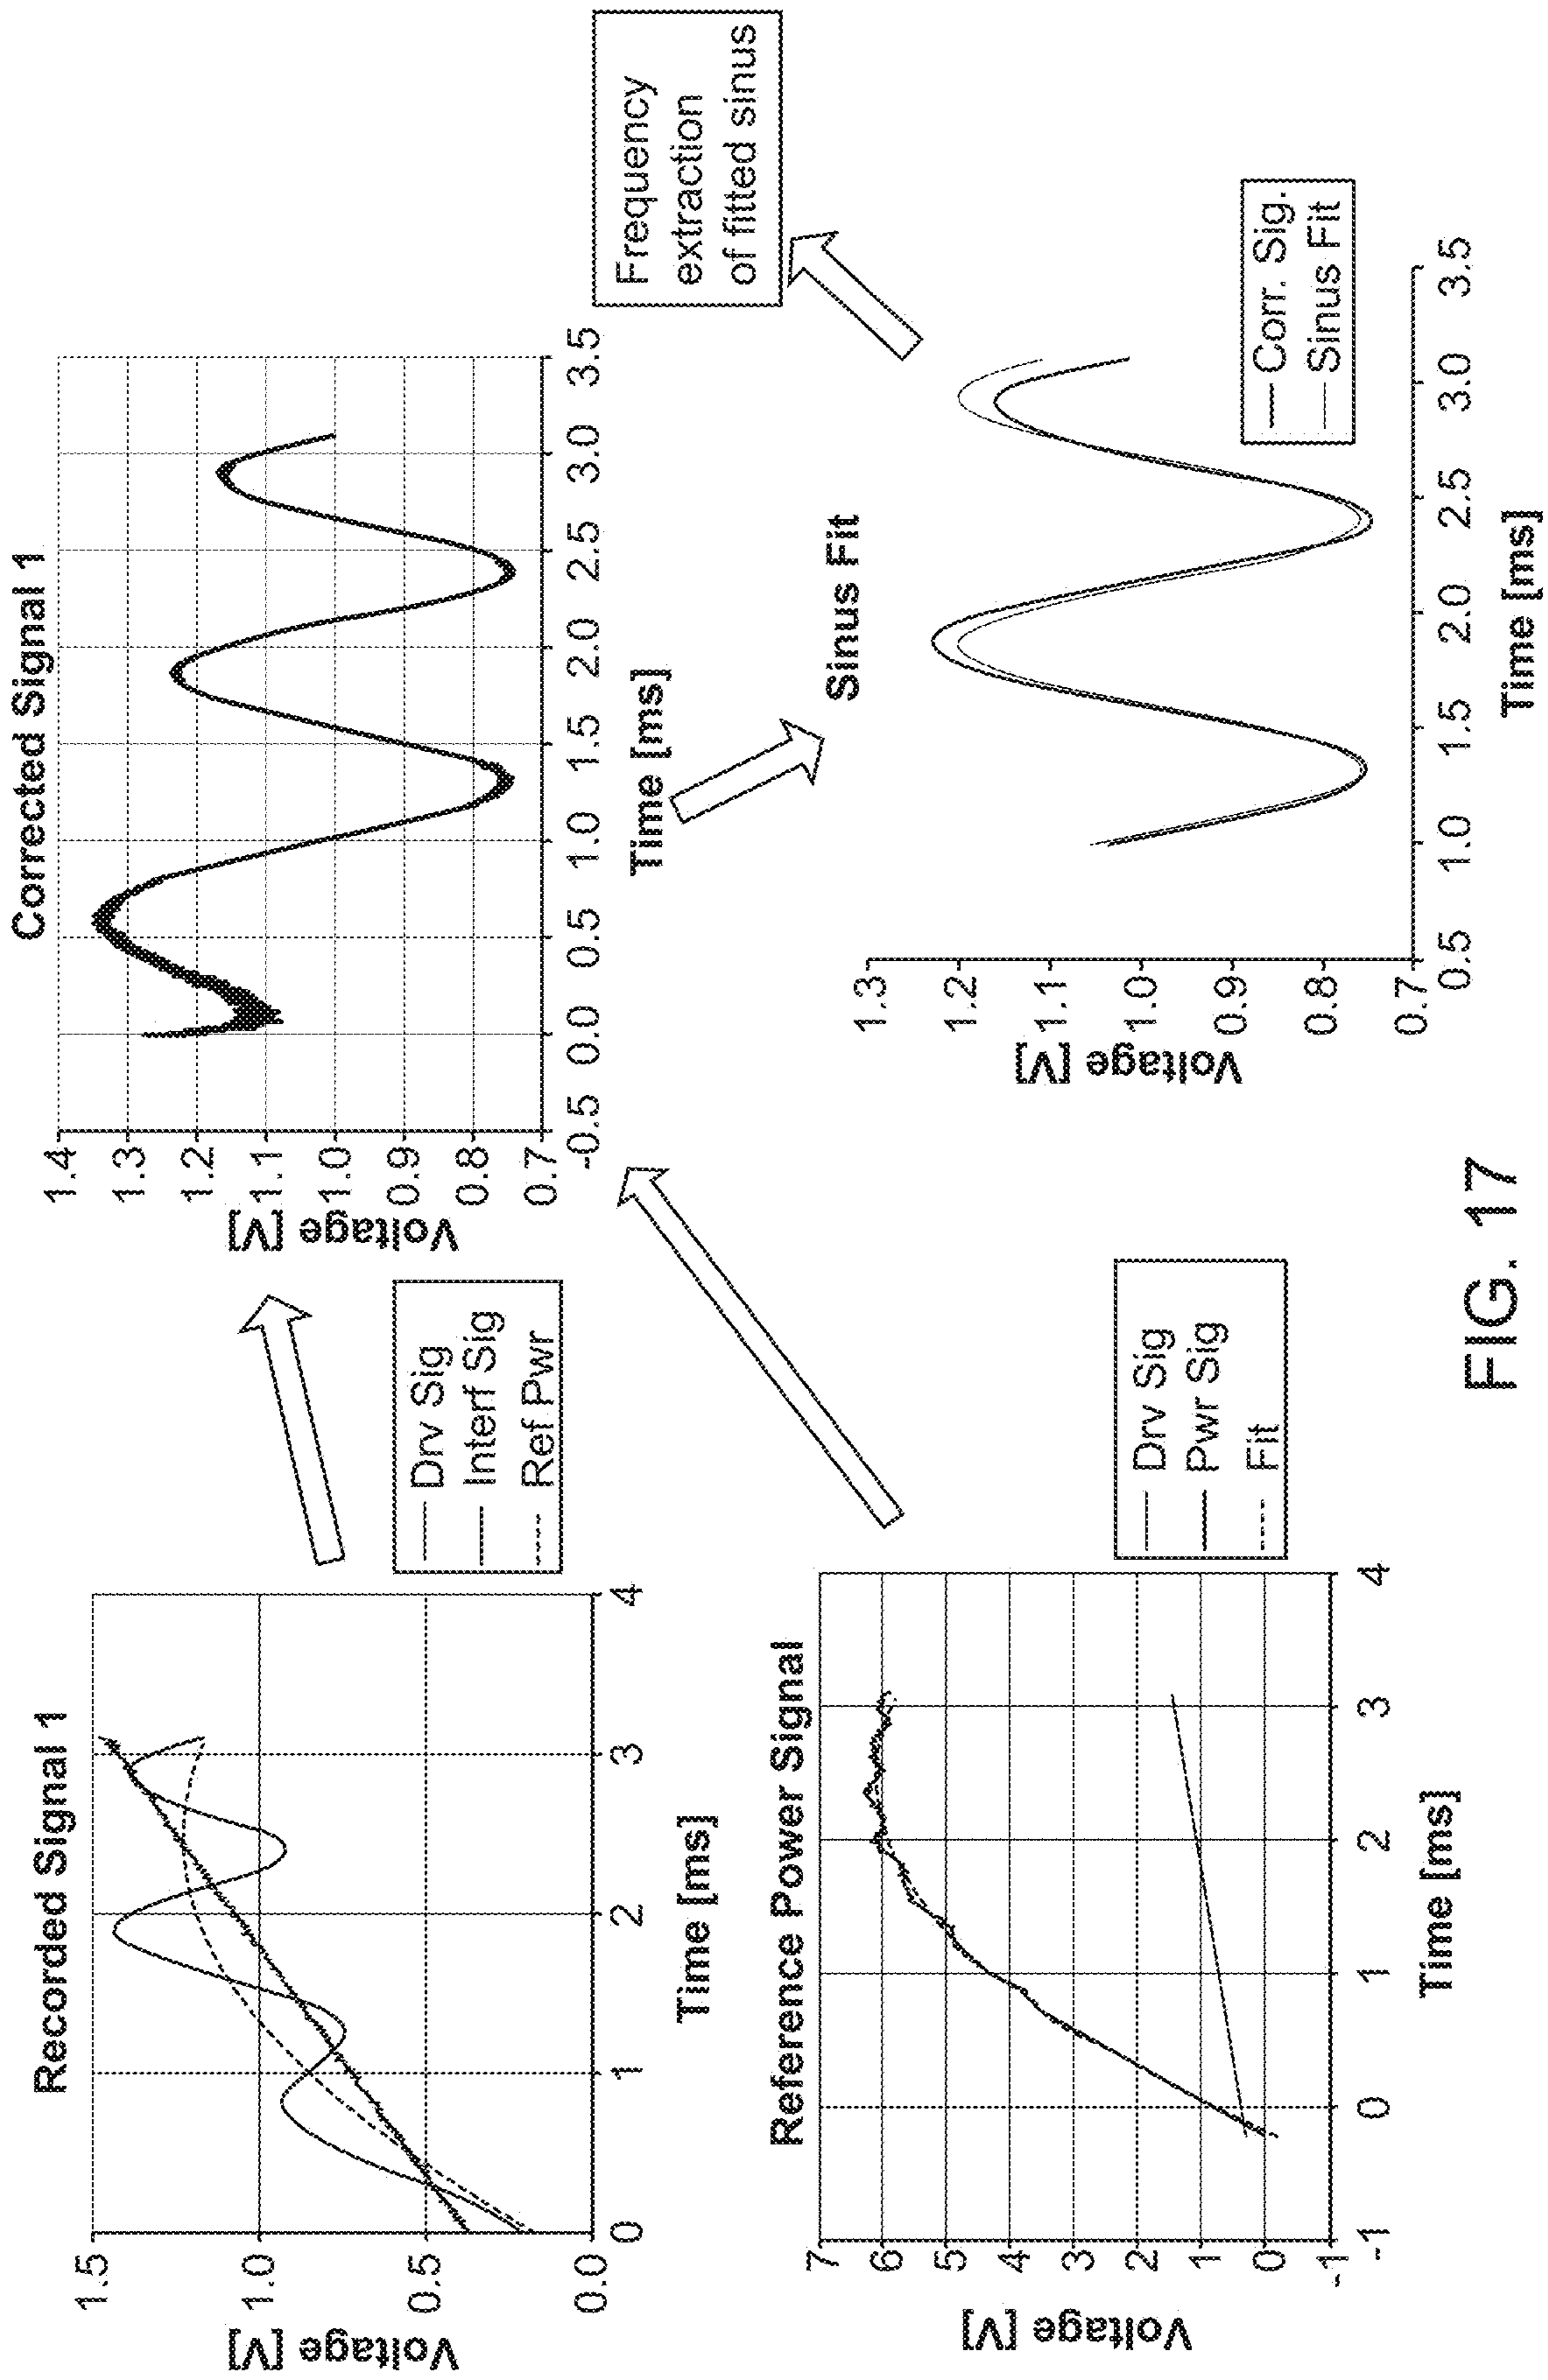 Recorded Signal 1
Voltage [V]
1.5
1.0
0.5
0.0
0
1
2
3
4
Time [ms]
Drv Sig
Interf Sig
Ref Pwr
Corrected Signal 1
Voltage [V]
1.4
1.3
1.2
1.1
1.0
0.9
0.8
0.7
-0.5
0.0
0.5
1.0
1.5
2.0
2.5
3.0
3.5
Time [ms]
Reference Power Signal
Voltage [V]
7
6
5
4
3
2
1
0
-1
-1
0
1
2
3
4
Time [ms]
Drv Sig
Pwr Sig
Fit
Sinus Fit
Voltage [V]
1.3
1.2
1.1
1.0
0.9
0.8
0.7
0.5
1.0
1.5
2.0
2.5
3.0
3.5
Time [ms]
Corr. Sig.
Sinus Fit
Frequency
extraction
of fitted sinus
FIG. 17